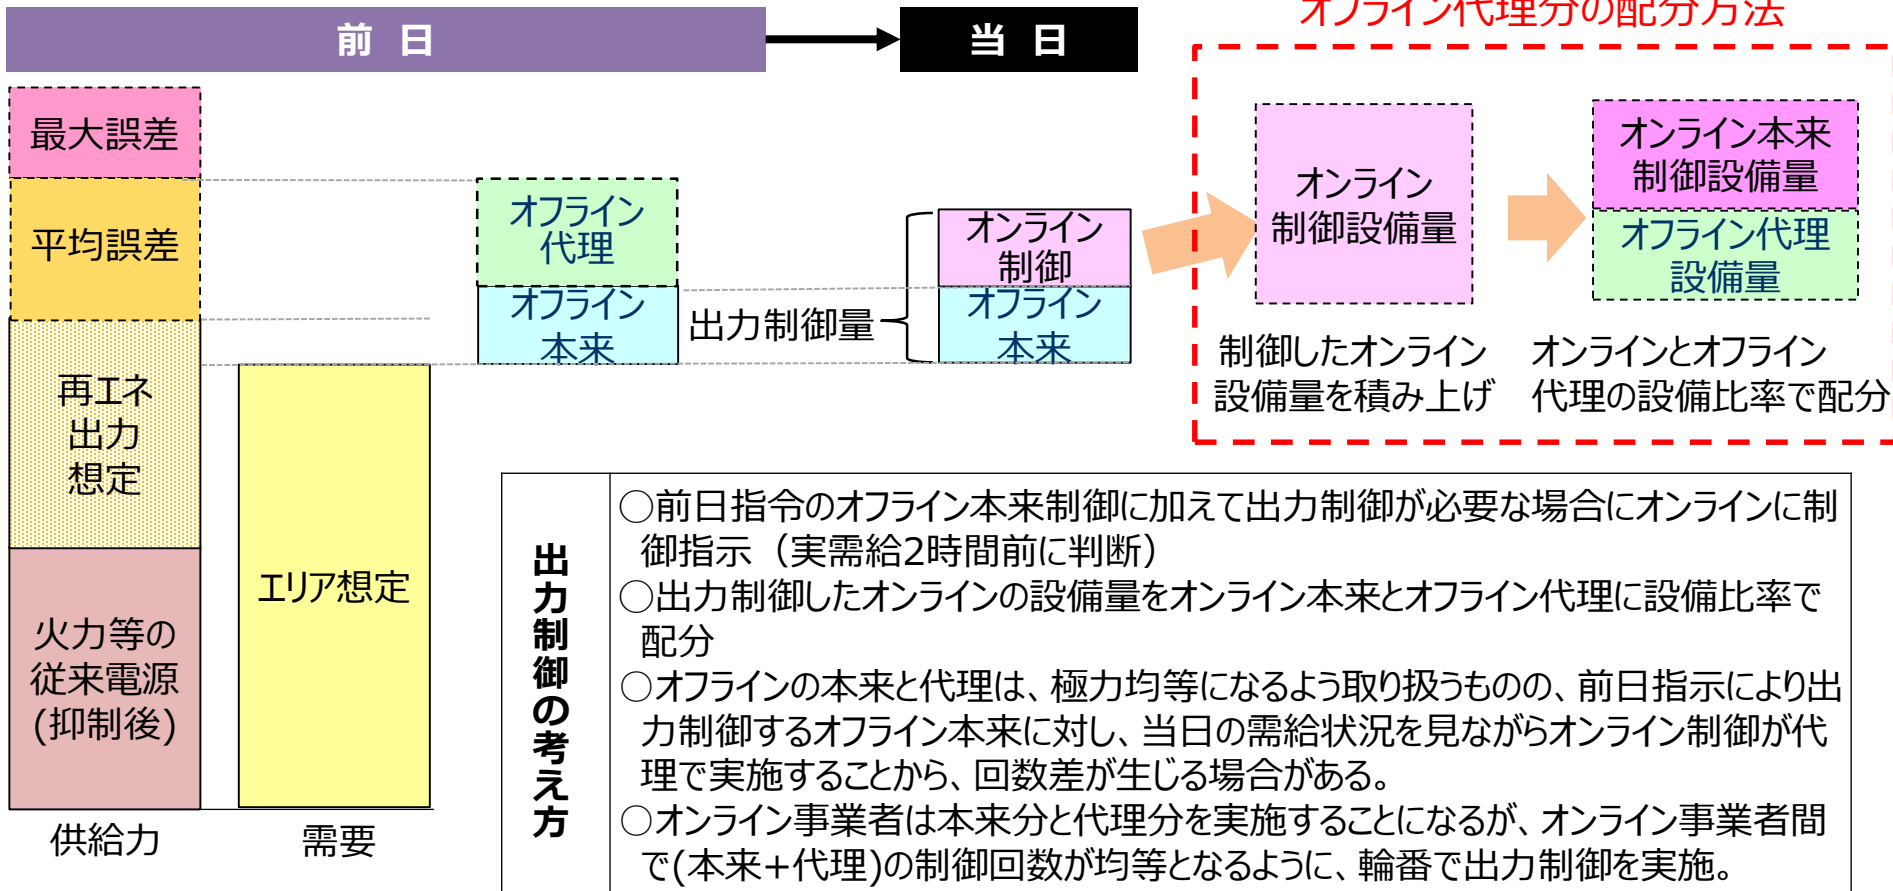 前 日
当 日
オフライン代理分の配分方法
最大誤差
平均誤差
再エネ
出力
想定
火力等の
従来電源
(抑制後)
供給力
エリア想定
需要
オフライン
代理
オフライン
本来
出力制御量
オンライン
制御
オフライン
本来
オンライン
制御設備量
オンライン本来
制御設備量
オフライン代理
設備量
制御したオンライン
設備量を積み上げ
オンラインとオフライン
代理の設備比率で配分
出力制御の考え方
○前日指令のオフライン本来制御に加えて出力制御が必要な場合にオンラインに制
御指示（実需給2時間前に判断）
○出力制御したオンラインの設備量をオンライン本来とオフライン代理に設備比率で
配分
○オフラインの本来と代理は、極力均等になるよう取り扱うものの、前日指示により出
力制御するオフライン本来に対し、当日の需給状況を見ながらオンライン制御が代
理で実施することから、回数差が生じる場合がある。
○オンライン事業者は本来分と代理分を実施することになるが、オンライン事業者間
で(本来+代理)の制御回数が均等となるように、輪番で出力制御を実施。